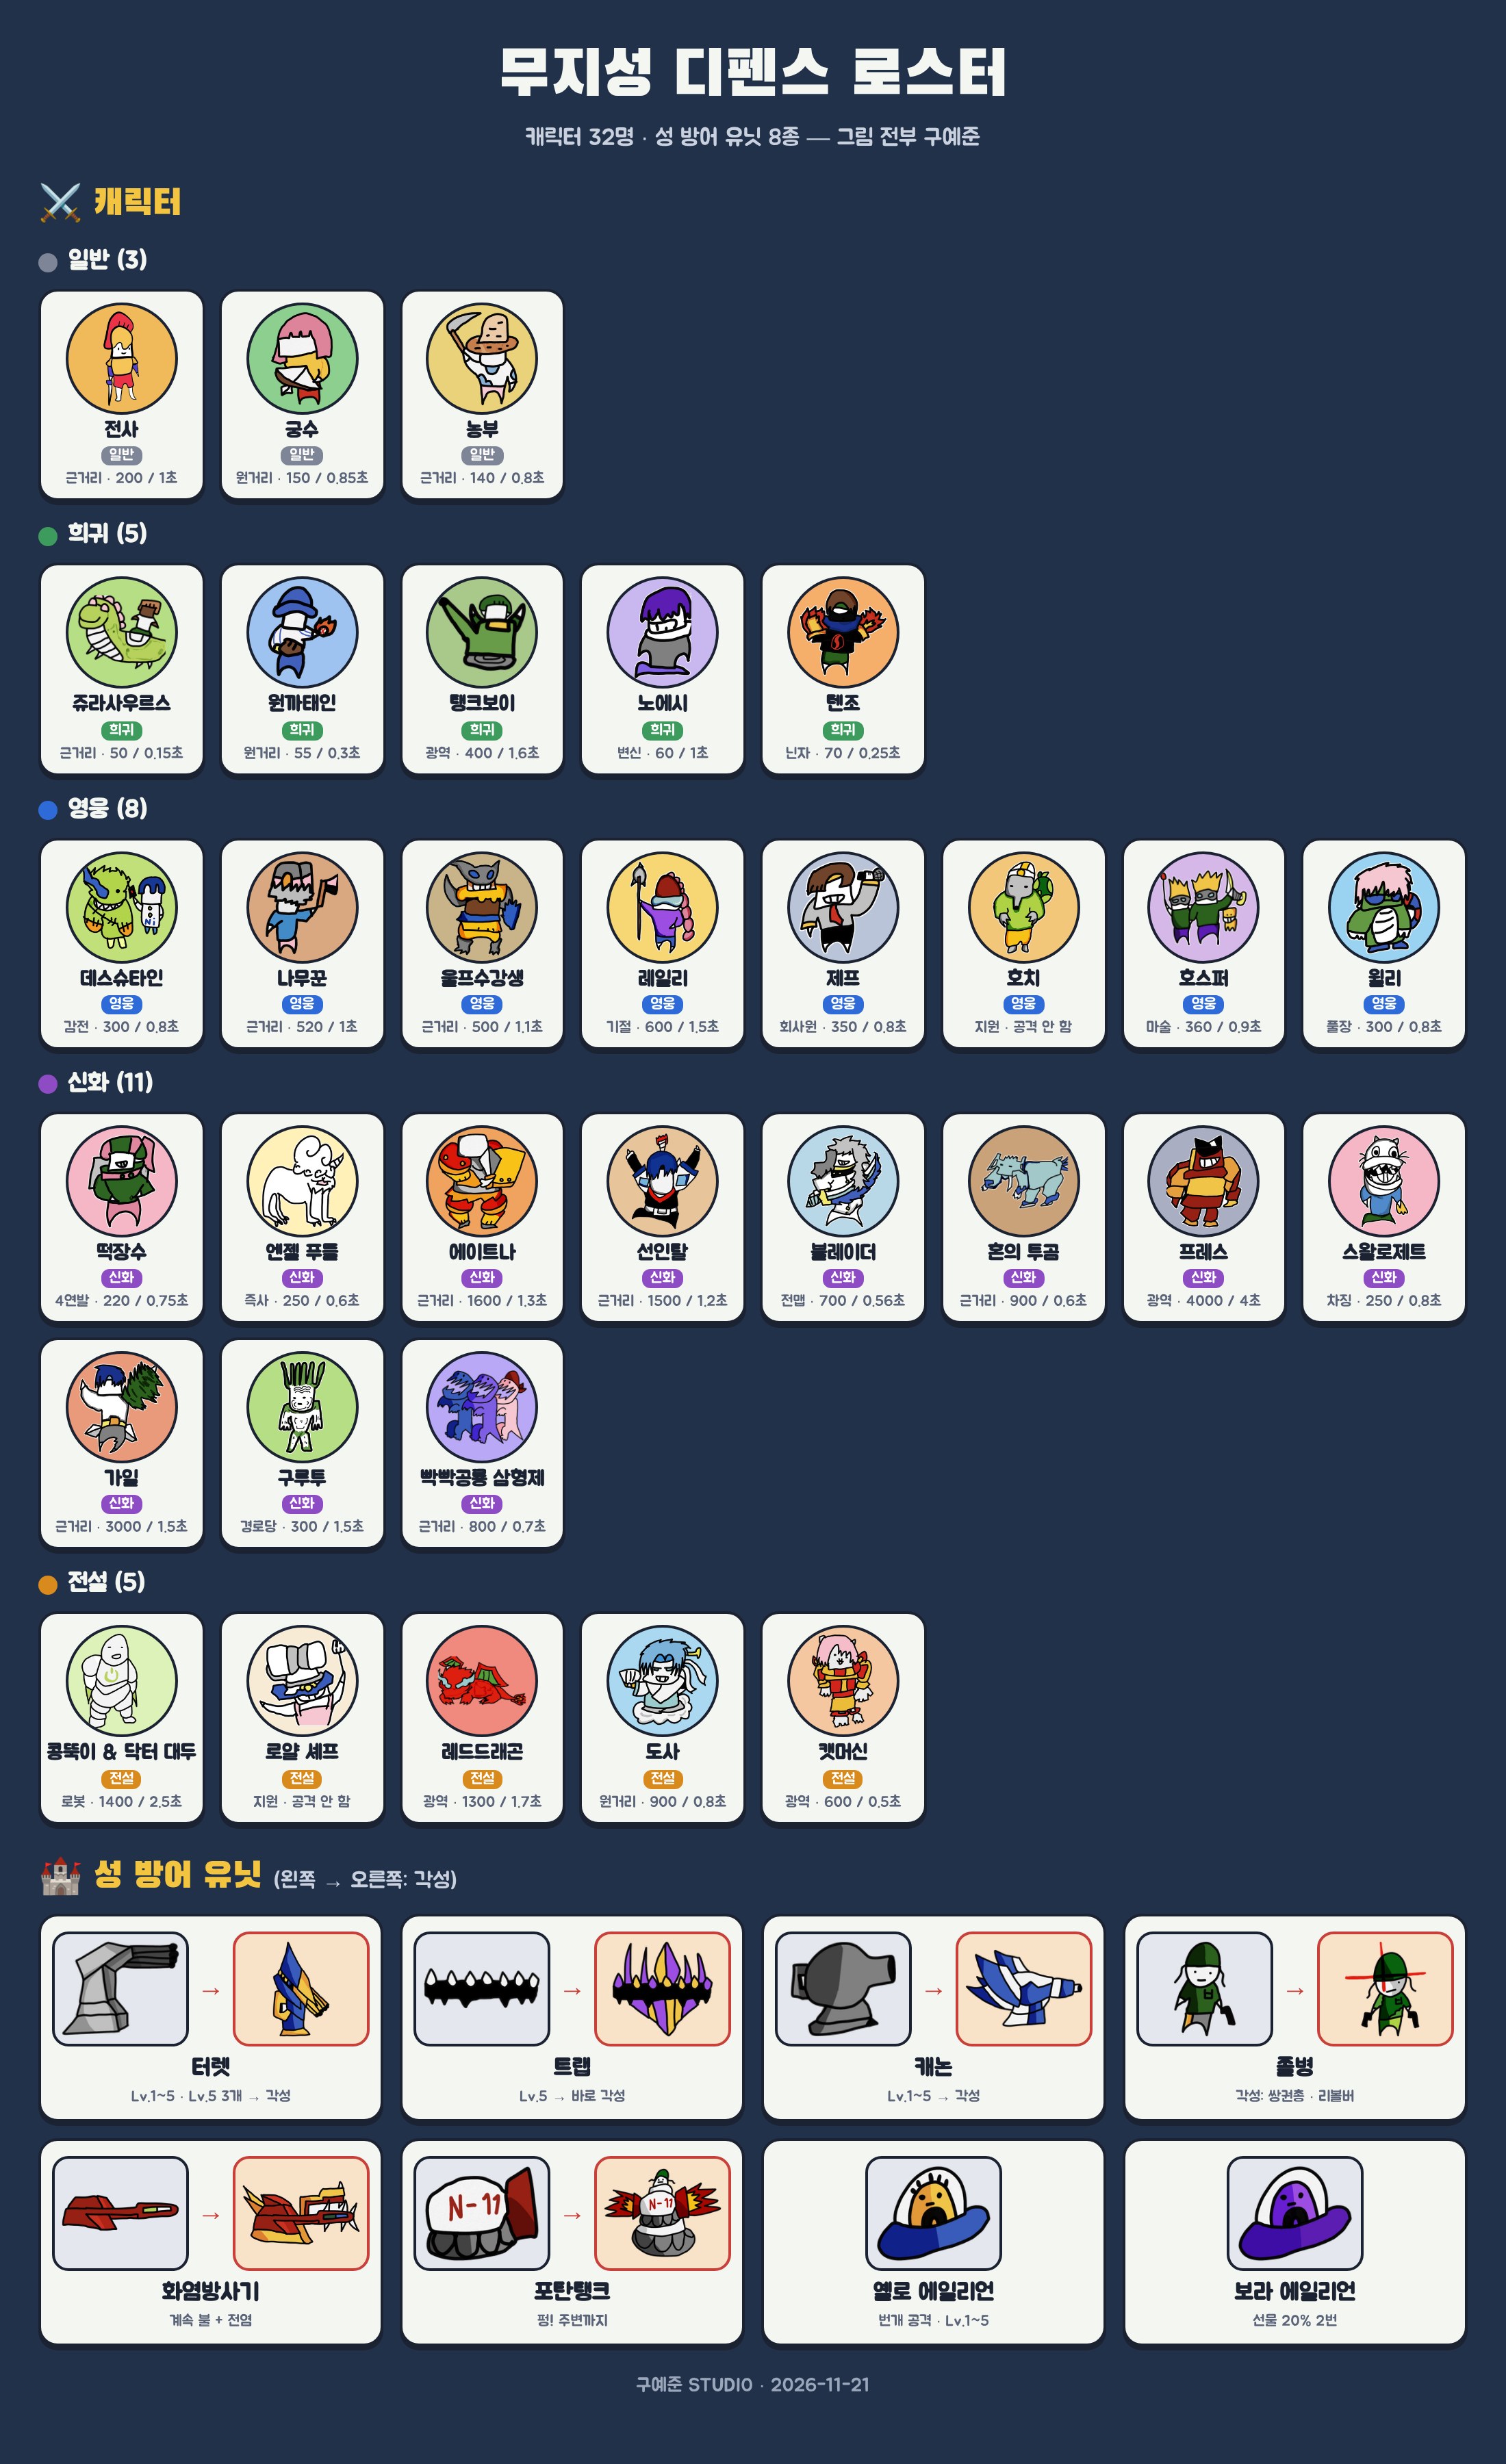 무지성 디펜스 로스터
캐릭터 32명 · 성 방어 유닛 8종 — 그림 전부 구예준
캐릭터
일반 (3)
전사 궁수 농부
일반 일반 일반
근거리 · 200 / 1초 원거리 · 150 / 0.85초 근거리 · 140 / 0.8초
희귀 (5)
쥬라사우르스 원까태인 탱크보이 노에시 텐조
희귀 희귀 희귀 희귀 희귀
근거리 · 50 / 0.15초 원거리 · 55 / 0.3초 광역 · 400 / 1.6초 변신 · 60 / 1초 닌자 · 70 / 0.25초
영웅 (8)
Ni
데스슈타인 나무꾼 울프수강생 레일리 제프 호치 호스퍼 윌리
영웅 영웅 영웅 영웅 영웅 영웅 영웅 영웅
감전 · 300 / 0.8초 근거리 · 520 / 1초 근거리 · 500 / 1.1초 기절 · 600 / 1.5초 회사원 · 350 / 0.8초 지원 · 공격 안 함 마술 · 360 / 0.9초 풀장 · 300 / 0.8초
신화 (11)
떡장수 엔젤 푸들 에이트나 선인탈 블레이더 혼의 투곰 프레스 스왈로제트
신화 신화 신화 신화 신화 신화 신화 신화
4연발 · 220 / 0.75초 즉사 · 250 / 0.6초 근거리 · 1600 / 1.3초 근거리 · 1500 / 1.2초 전맵 · 700 / 0.56초 근거리 · 900 / 0.6초 광역 · 4000 / 4초 차징 · 250 / 0.8초
가일 구루투 빡빡공룡 삼형제
신화 신화 신화
근거리 · 3000 / 1.5초 경로당 · 300 / 1.5초 근거리 · 800 / 0.7초
전설 (5)
콩뚝이 & 닥터 대두 로얄 셰프 레드드래곤 도사 캣머신
전설 전설 전설 전설 전설
로봇 · 1400 / 2.5초 지원 · 공격 안 함 광역 · 1300 / 1.7초 원거리 · 900 / 0.8초 광역 · 600 / 0.5초
성 방어 유닛 (왼쪽 → 오른쪽: 각성)
→ → → →
터렛 트랩 캐논 졸병
Lv.1~5 · Lv.5 3개 → 각성 Lv.5 → 바로 각성 Lv.1~5 → 각성 각성: 쌍권총 · 리볼버
→ N-11 → N-11
화염방사기 포탄탱크 옐로 에일리언 보라 에일리언
계속 불 + 전염 펑! 주변까지 번개 공격 · Lv.1~5 선물 20% 2번
구예준 STUDIO · 2026-11-21